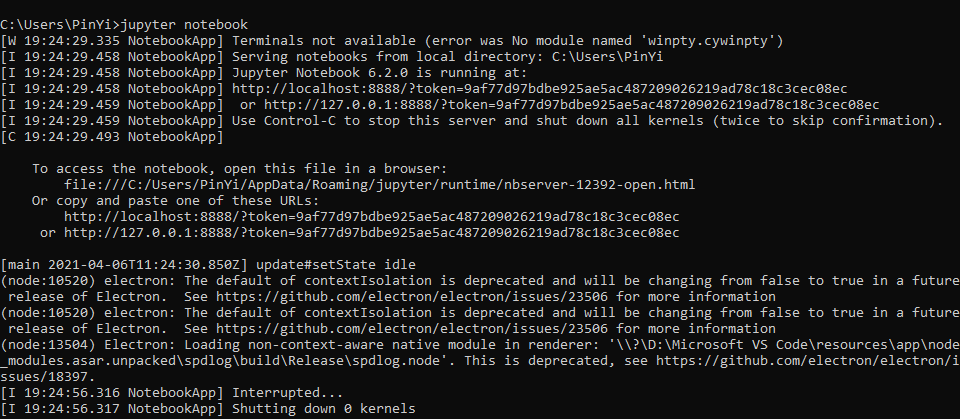 C:\Users\PinYi>jupyter notebook
[W 19:24:29.335 NotebookApp] Terminals not available (error was No module named 'winpty.cywinpty')
[I 19:24:29.458 NotebookApp] Serving notebooks from local directory: C:\Users\PinYi
[I 19:24:29.458 NotebookApp] Jupyter Notebook 6.2.0 is running at:
[I 19:24:29.458 NotebookApp] http://localhost:8888/?token=9af77d97bdbe925ae5ac487209026219ad78c18c3cec08ec
[I 19:24:29.459 NotebookApp]  or http://127.0.0.1:8888/?token=9af77d97bdbe925ae5ac487209026219ad78c18c3cec08ec
[I 19:24:29.459 NotebookApp] Use Control-C to stop this server and shut down all kernels (twice to skip confirmation).
[C 19:24:29.493 NotebookApp]
    To access the notebook, open this file in a browser:
        file:///C:/Users/PinYi/AppData/Roaming/jupyter/runtime/nbserver-12392-open.html
    Or copy and paste one of these URLs:
        http://localhost:8888/?token=9af77d97bdbe925ae5ac487209026219ad78c18c3cec08ec
     or http://127.0.0.1:8888/?token=9af77d97bdbe925ae5ac487209026219ad78c18c3cec08ec
[main 2021-04-06T11:24:30.850Z] update#setState idle
(node:10520) electron: The default of contextIsolation is deprecated and will be changing from false to true in a future
 release of Electron.  See https://github.com/electron/electron/issues/23506 for more information
(node:10520) electron: The default of contextIsolation is deprecated and will be changing from false to true in a future
 release of Electron.  See https://github.com/electron/electron/issues/23506 for more information
(node:13504) Electron: Loading non-context-aware native module in renderer: '\\?\D:\Microsoft VS Code\resources\app\node
_modules.asar.unpacked\spdlog\build\Release\spdlog.node'. This is deprecated, see https://github.com/electron/electron/i
ssues/18397.
[I 19:24:56.316 NotebookApp] Interrupted...
[I 19:24:56.317 NotebookApp] Shutting down 0 kernels